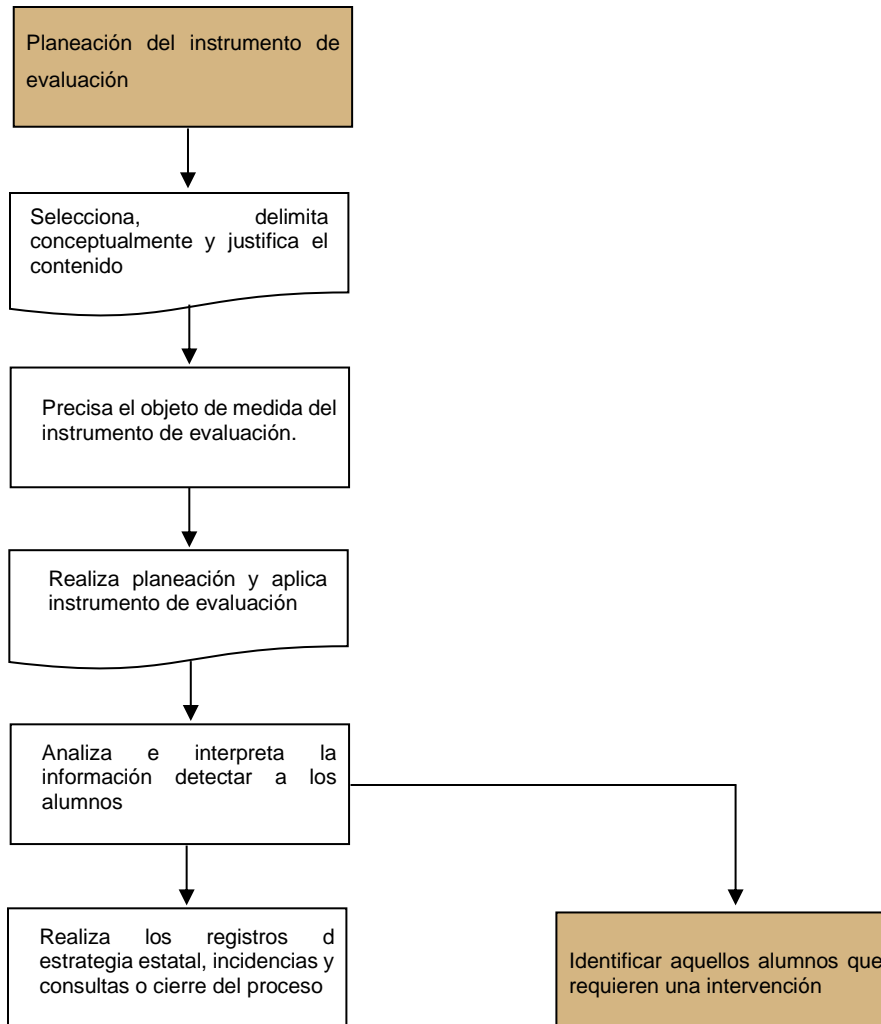 Planeación del instrumento de
evaluación
Selecciona, delimita
conceptualmente y justifica el
contenido
Precisa el objeto de medida del
instrumento de evaluación.
Realiza planeación y aplica
instrumento de evaluación
Analiza e interpreta la
información detectar a los
alumnos
Realiza los registros d
estrategia estatal, incidencias y
consultas o cierre del proceso
Identificar aquellos alumnos que
requieren una intervención